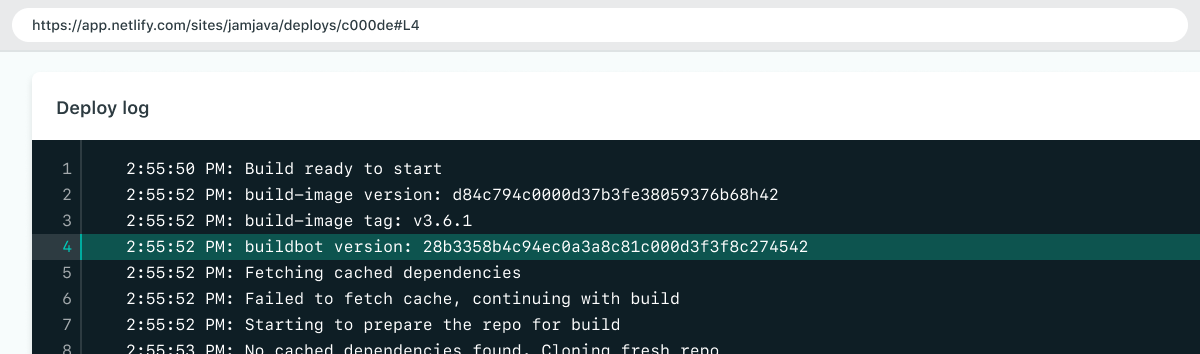 https://app.netlify.com/sites/jamjava/deploys/c000de#L4
Deploy log
1 2:55:50 PM: Build ready to start
2 2:55:52 PM: build-image version: d84c794c0000d37b3fe38059376b68h42
3 2:55:52 PM: build-image tag: v3.6.1
4 2:55:52 PM: buildbot version: 28b3358b4c94ec0a3a8c81c000d3f3f8c274542
5 2:55:52 PM: Fetching cached dependencies
6 2:55:52 PM: Failed to fetch cache, continuing with build
7 2:55:52 PM: Starting to prepare the repo for build
8 2:55:53 PM: No cached dependencies found. Cloning fresh repo